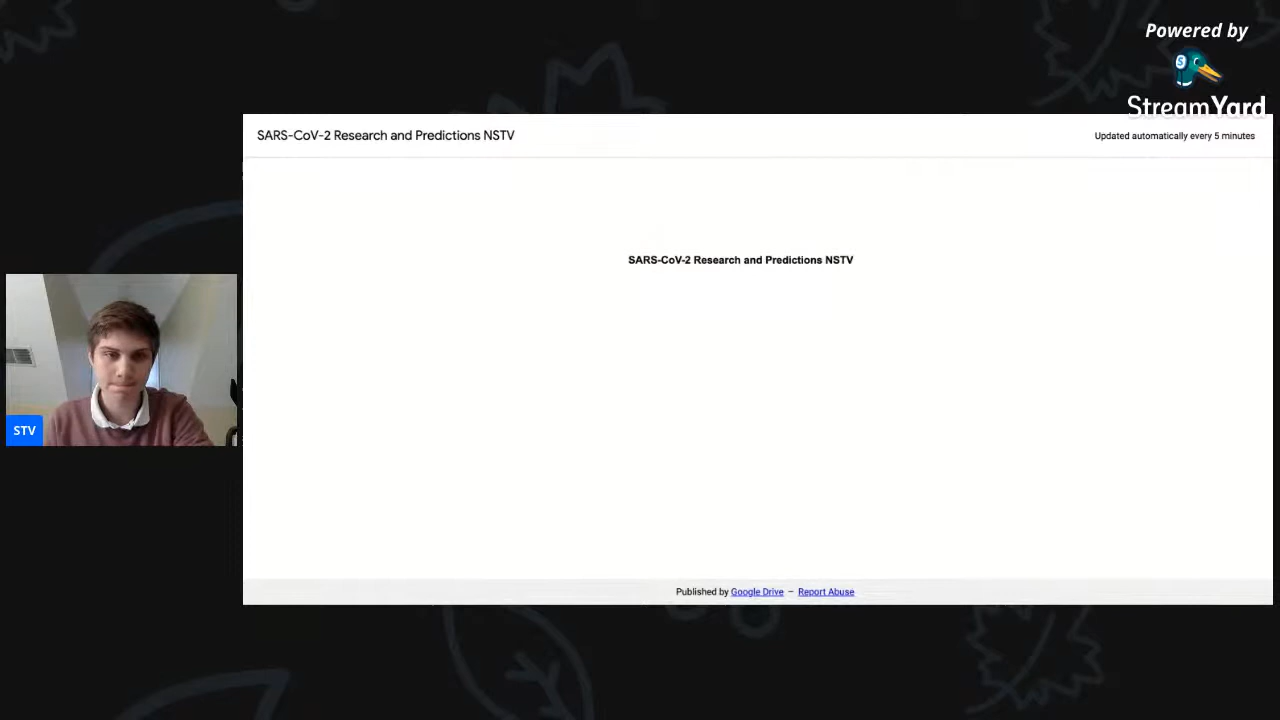 Powered by
StreamYard
SARS-CoV-2 Research and Predictions NSTV
Updated automatically every 5 minutes
SARS-CoV-2 Research and Predictions NSTV
STV
Published by Google Drive – Report Abuse